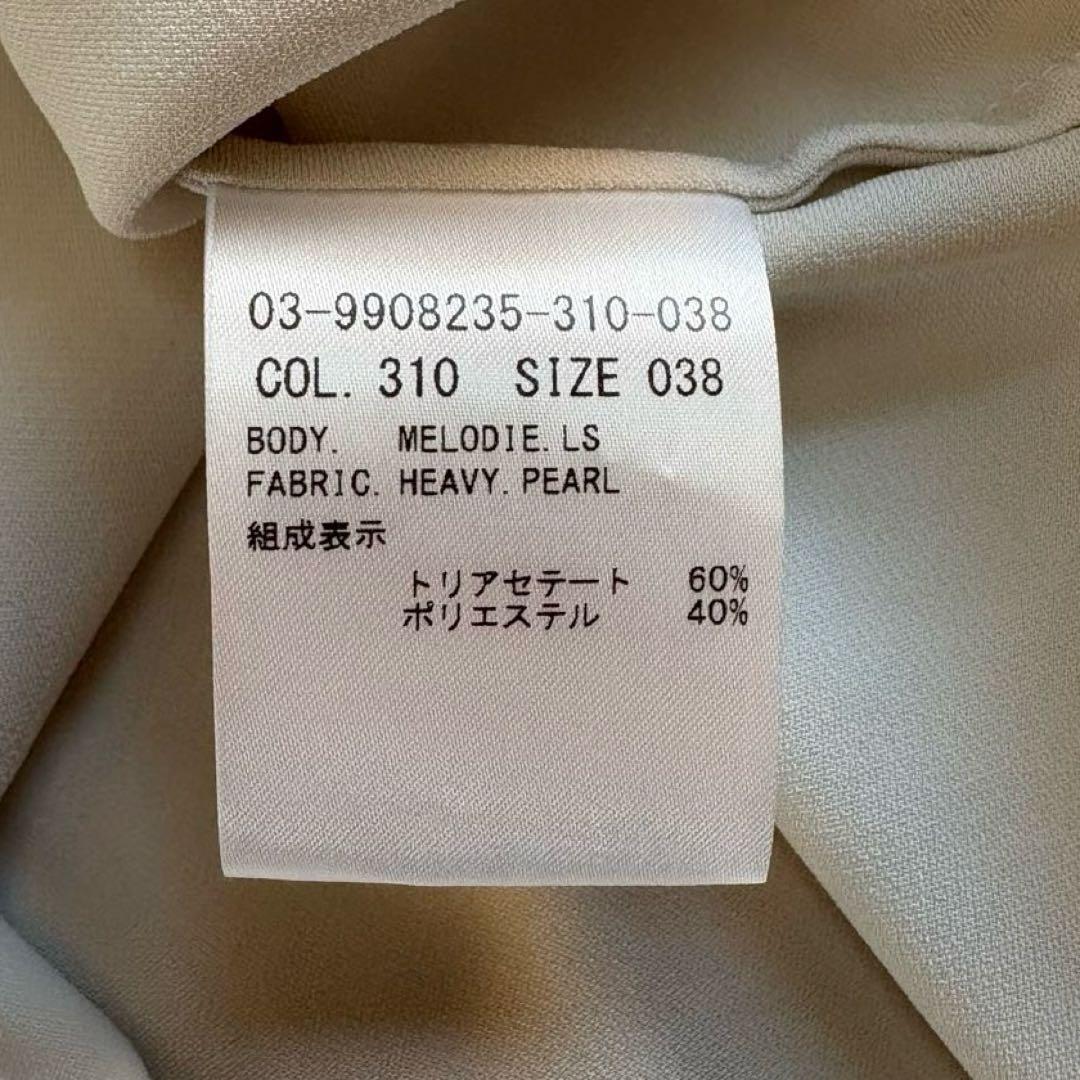 03-9908235-310-038
COL. 310 SIZE 038
BODY. MELODIE.LS
FABRIC. HEAVY.PEARL
組成表示
トリアセテート 60%
ポリエステル 40%